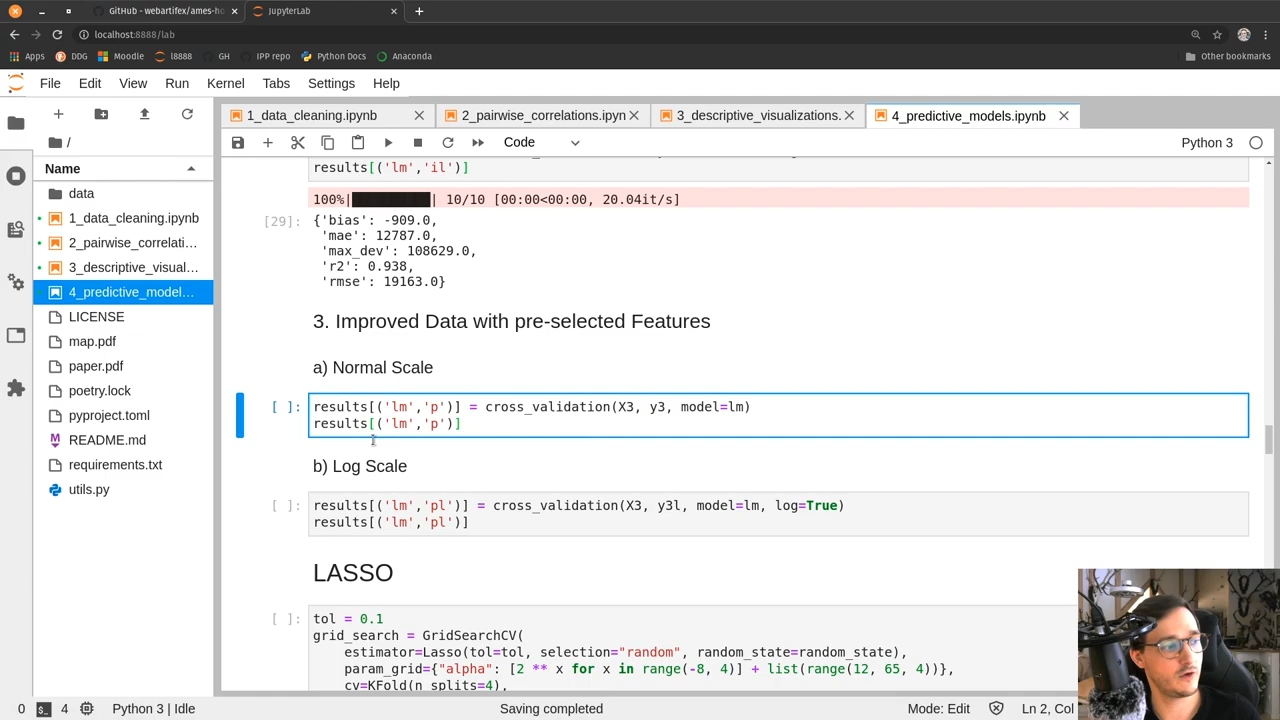 GitHub - webartifex/ames-ho
JupyterLab
localhost:8888/lab
Apps
DDG
Moodle
l8888
GH
IPP repo
Python Docs
Anaconda
Other bookmarks
File
Edit
View
Run
Kernel
Tabs
Settings
Help
1_data_cleaning.ipynb
2_pairwise_correlations.ipyn
3_descriptive_visualizations.
4_predictive_models.ipynb
Code
Python 3
/
Name
data
1_data_cleaning.ipynb
2_pairwise_correlati…
3_descriptive_visual…
4_predictive_model…
LICENSE
map.pdf
paper.pdf
poetry.lock
pyproject.toml
README.md
requirements.txt
utils.py
results[('lm','il')]
100%| | 10/10 [00:00<00:00, 20.04it/s]
[29]: {'bias': -909.0,
'mae': 12787.0,
'max_dev': 108629.0,
'r2': 0.938,
'rmse': 19163.0}
3. Improved Data with pre-selected Features
a) Normal Scale
[ ]: results[('lm','p')] = cross_validation(X3, y3, model=lm)
results[('lm','p')]
b) Log Scale
[ ]: results[('lm','pl')] = cross_validation(X3, y3l, model=lm, log=True)
results[('lm','pl')]
LASSO
[ ]: tol = 0.1
grid_search = GridSearchCV(
estimator=Lasso(tol=tol, selection="random", random_state=random_state),
param_grid={"alpha": [2 ** x for x in range(-8, 4)] + list(range(12, 65, 4))},
cv=KFold(n_splits=4),
0
4
Python 3 | Idle
Saving completed
Mode: Edit
Ln 2, Col